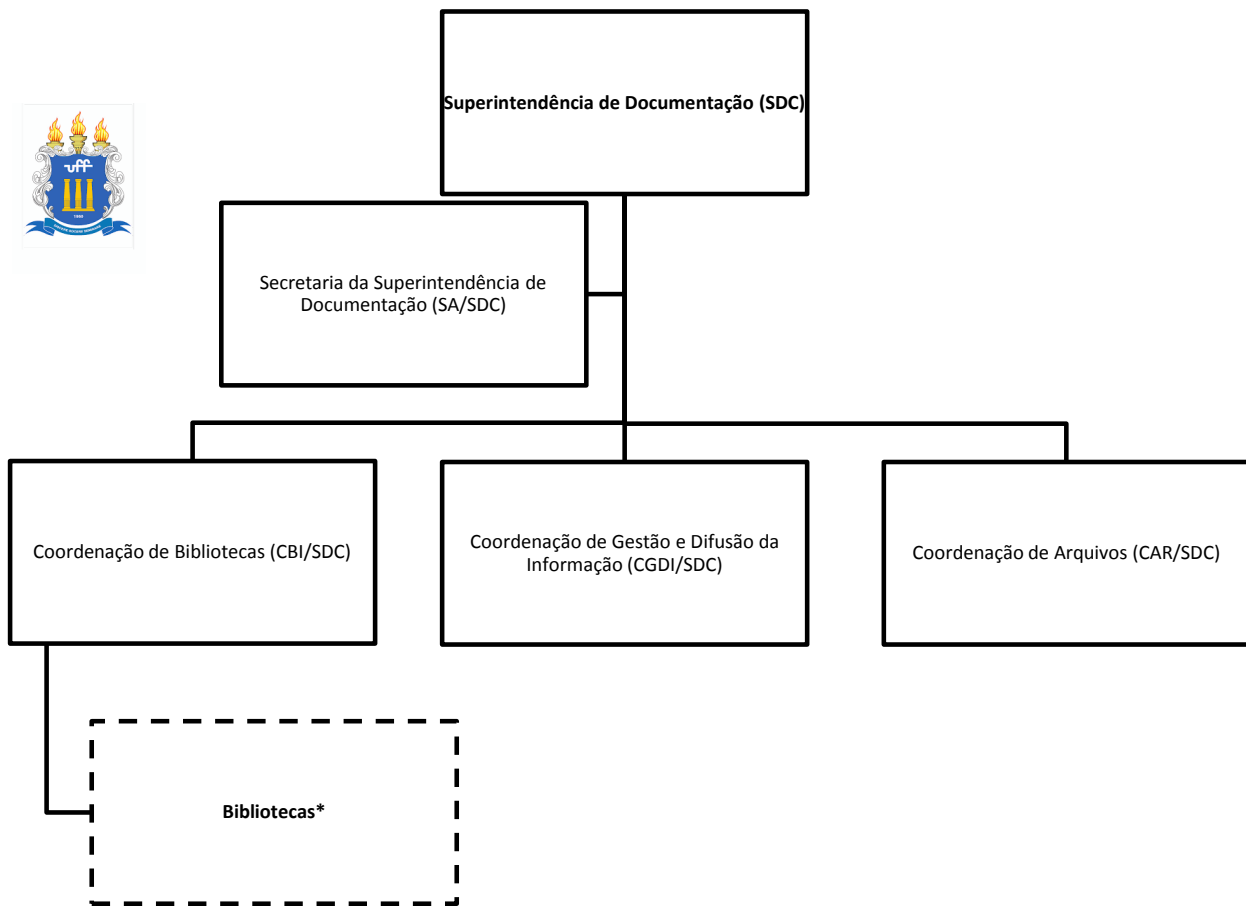 Superintendência de Documentação (SDC)
uff
Secretaria da Superintendência de
Documentação (SA/SDC)
Coordenação de Bibliotecas (CBI/SDC)
Coordenação de Gestão e Difusão da
Informação (CGDI/SDC)
Coordenação de Arquivos (CAR/SDC)
Bibliotecas*